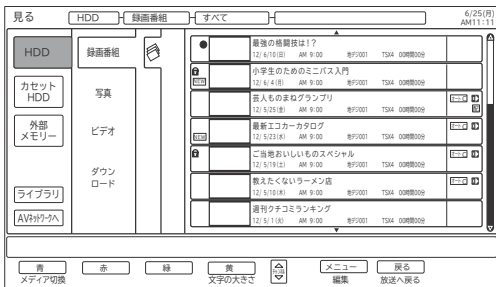 見る HDD 録画番組 すべて 6/25(月)
AM11:11
HDD
カセット
HDD
外部
メモリー
ライブラリ
AVﾈｯﾄﾜｰｸへ
録画番組
写真
ビデオ
ダウン
ロード
最強の格闘技は!?
12/ 6/10(日) AM 9:00 地デジ001 TSX4 00時間00分
小学生のためのミニバス入門
NEW 12/ 6/ 4(月) AM 9:00 地デジ001 TSX4 00時間00分
芸人ものまねグランプリ
12/ 5/25(金) AM 9:00 地デジ001 TSX4 00時間00分
最新エコカーカタログ
NEW 12/ 5/23(水) AM 9:00 地デジ001 TSX4 00時間00分
ご当地おいしいものスペシャル
12/ 5/19(土) AM 9:00 地デジ001 TSX4 00時間00分
教えたくないラーメン店
12/ 5/10(木) AM 9:00 地デジ001 TSX4 00時間00分
週刊クチコミランキング
12/ 5/ 1(火) AM 9:00 地デジ001 TSX4 00時間00分
青 赤 緑 黄 ﾁｬﾝﾈﾙ メニュー 戻る
メディア切換 文字の大きさ 編集 放送へ戻る